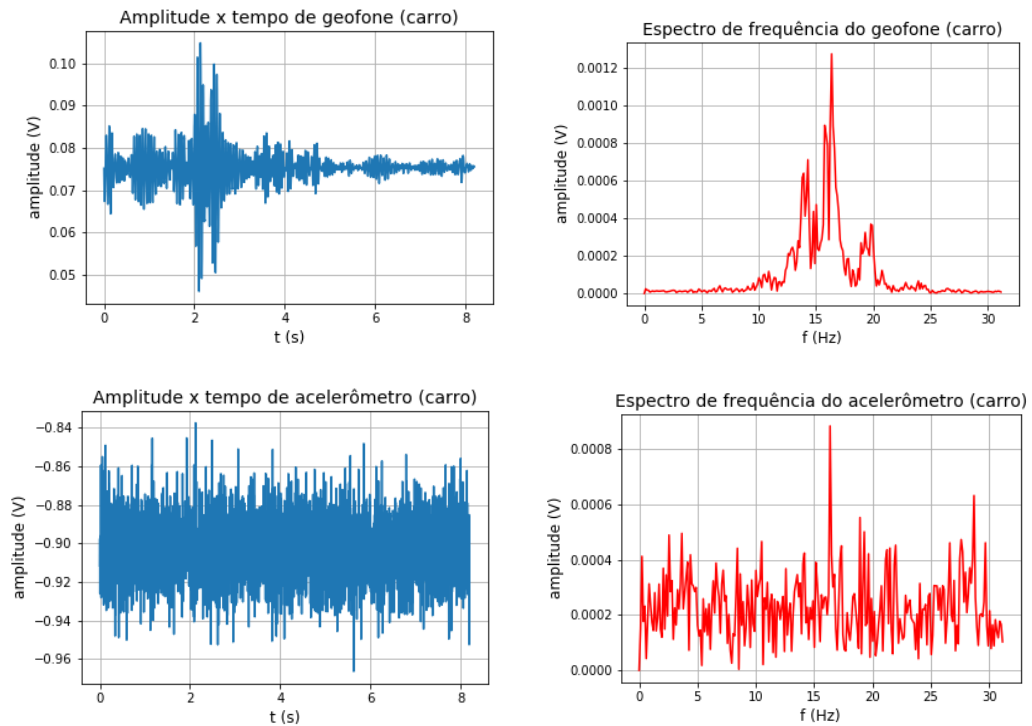 Amplitude x tempo de geofone (carro)
0.10
0.09
0.08
0.07
0.06
0.05
amplitude (V)
0 2 4 6 8
t (s)
Espectro de frequência do geofone (carro)
0.0012
0.0010
0.0008
0.0006
0.0004
0.0002
0.0000
amplitude (V)
0 5 10 15 20 25 30
f (Hz)
Amplitude x tempo de acelerômetro (carro)
−0.84
−0.86
−0.88
−0.90
−0.92
−0.94
−0.96
amplitude (V)
0 2 4 6 8
t (s)
Espectro de frequência do acelerômetro (carro)
0.0008
0.0006
0.0004
0.0002
0.0000
amplitude (V)
0 5 10 15 20 25 30
f (Hz)